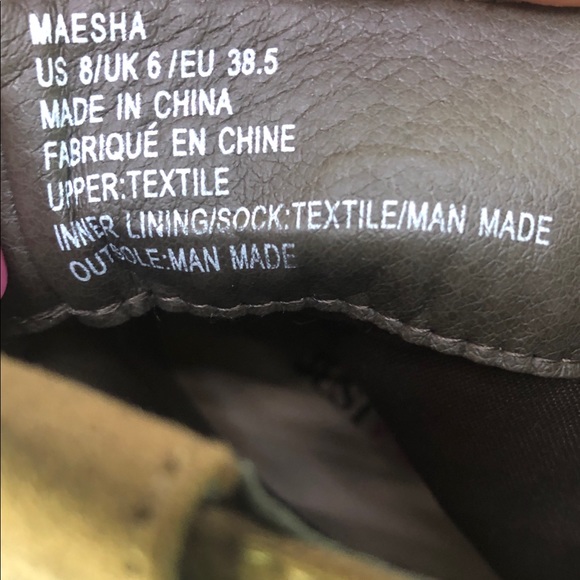 MAESHA
US 8/UK 6/EU 38.5
MADE IN CHINA
FABRIQUÉ EN CHINE
UPPER:TEXTILE
INNER LINING/SOCK:TEXTILE/MAN MADE
OUTSOLE:MAN MADE